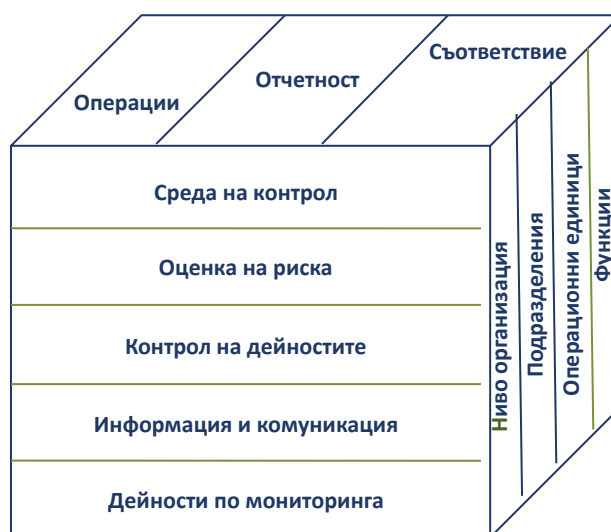 Операции
Отчетност
Съответствие
Среда на контрол
Оценка на риска
Контрол на дейностите
Информация и комуникация
Дейности по мониторинга
Ниво организация
Подразделения
Операционни единици
Функции